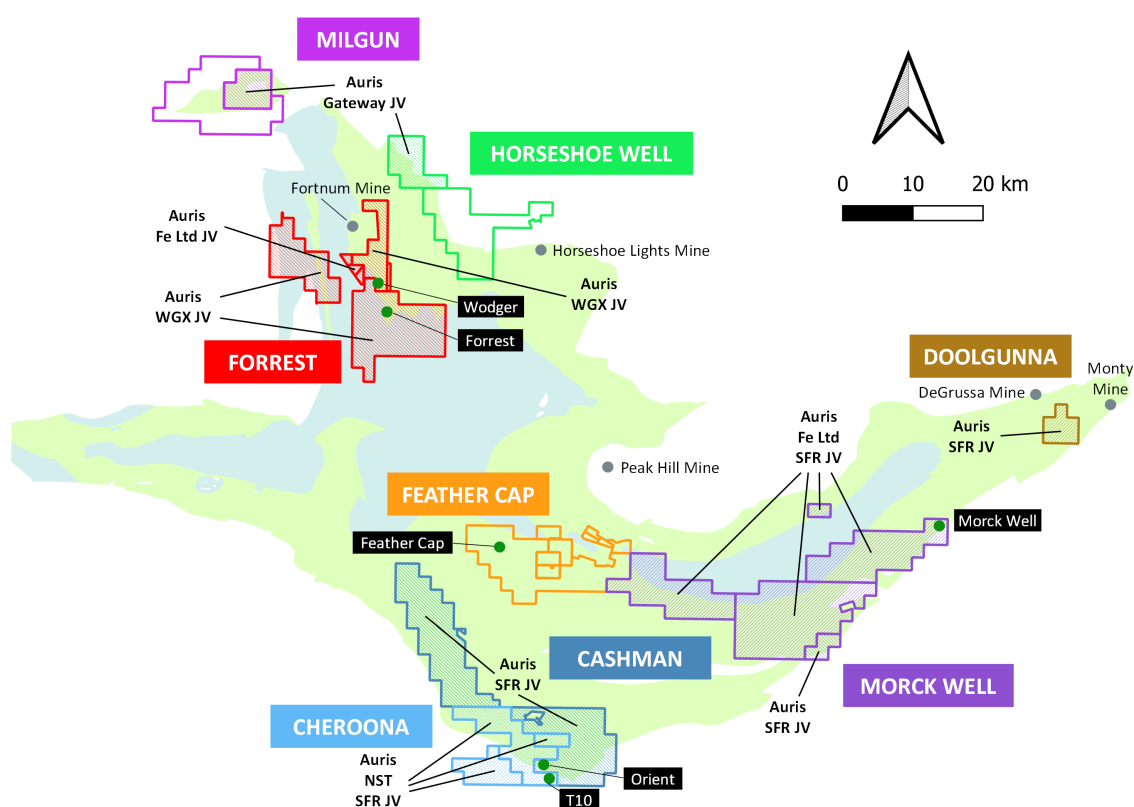 MILGUN
Auris
Gateway JV
HORSESHOE WELL
0 10 20 km
Fortnum Mine
Auris
Fe Ltd JV
Horseshoe Lights Mine
Auris
WGX JV
Auris
WGX JV
Wodger
Forrest
FORREST
DOOLGUNNA
Monty
Mine
DeGrussa Mine
Auris
SFR JV
Auris
Fe Ltd
SFR JV
Peak Hill Mine
FEATHER CAP
Feather Cap
Morck Well
CASHMAN
Auris
SFR JV
MORCK WELL
Auris
SFR JV
CHEROONA
Auris
NST
SFR JV
Orient
T10